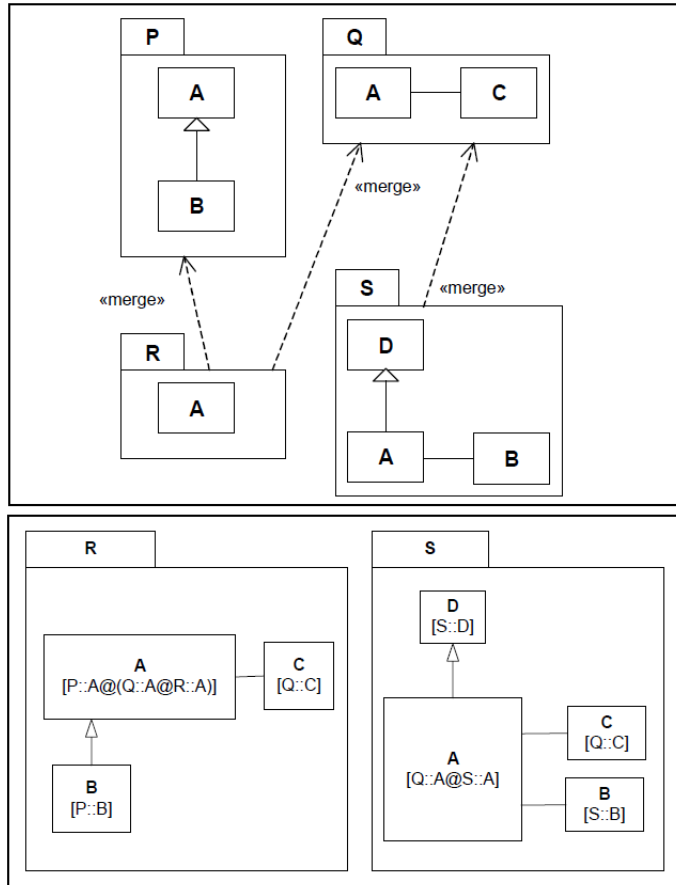 P
Q
A
A
C
B
«merge»
«merge»
«merge»
S
D
R
A
A
B
R
S
D
[S::D]
A
[P::A@(Q::A@R::A)]
C
[Q::C]
C
[Q::C]
A
[Q::A@S::A]
B
[P::B]
B
[S::B]